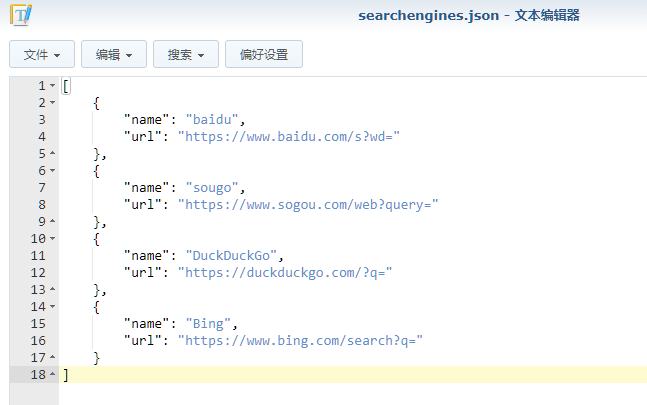 searchengines.json - 文本编辑器
文件 编辑 搜索 偏好设置
1 [
2 {
3 "name": "baidu",
4 "url": "https://www.baidu.com/s?wd="
5 },
6 {
7 "name": "sougo",
8 "url": "https://www.sogou.com/web?query="
9 },
10 {
11 "name": "DuckDuckGo",
12 "url": "https://duckduckgo.com/?q="
13 },
14 {
15 "name": "Bing",
16 "url": "https://www.bing.com/search?q="
17 }
18 ]